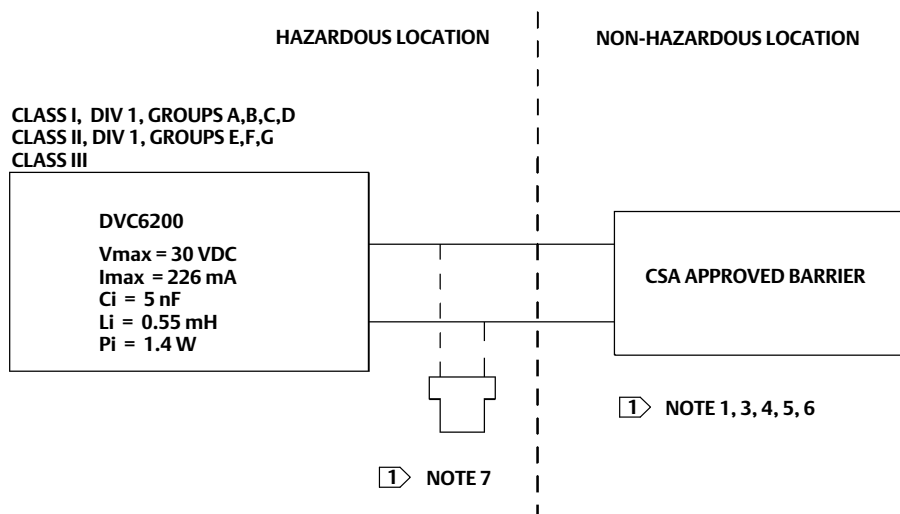 HAZARDOUS LOCATION
NON-HAZARDOUS LOCATION
CLASS I, DIV 1, GROUPS A,B,C,D
CLASS II, DIV 1, GROUPS E,F,G
CLASS III
DVC6200
Vmax = 30 VDC
Imax = 226 mA
Ci = 5 nF
Li = 0.55 mH
Pi = 1.4 W
CSA APPROVED BARRIER
1 NOTE 1, 3, 4, 5, 6
1 NOTE 7